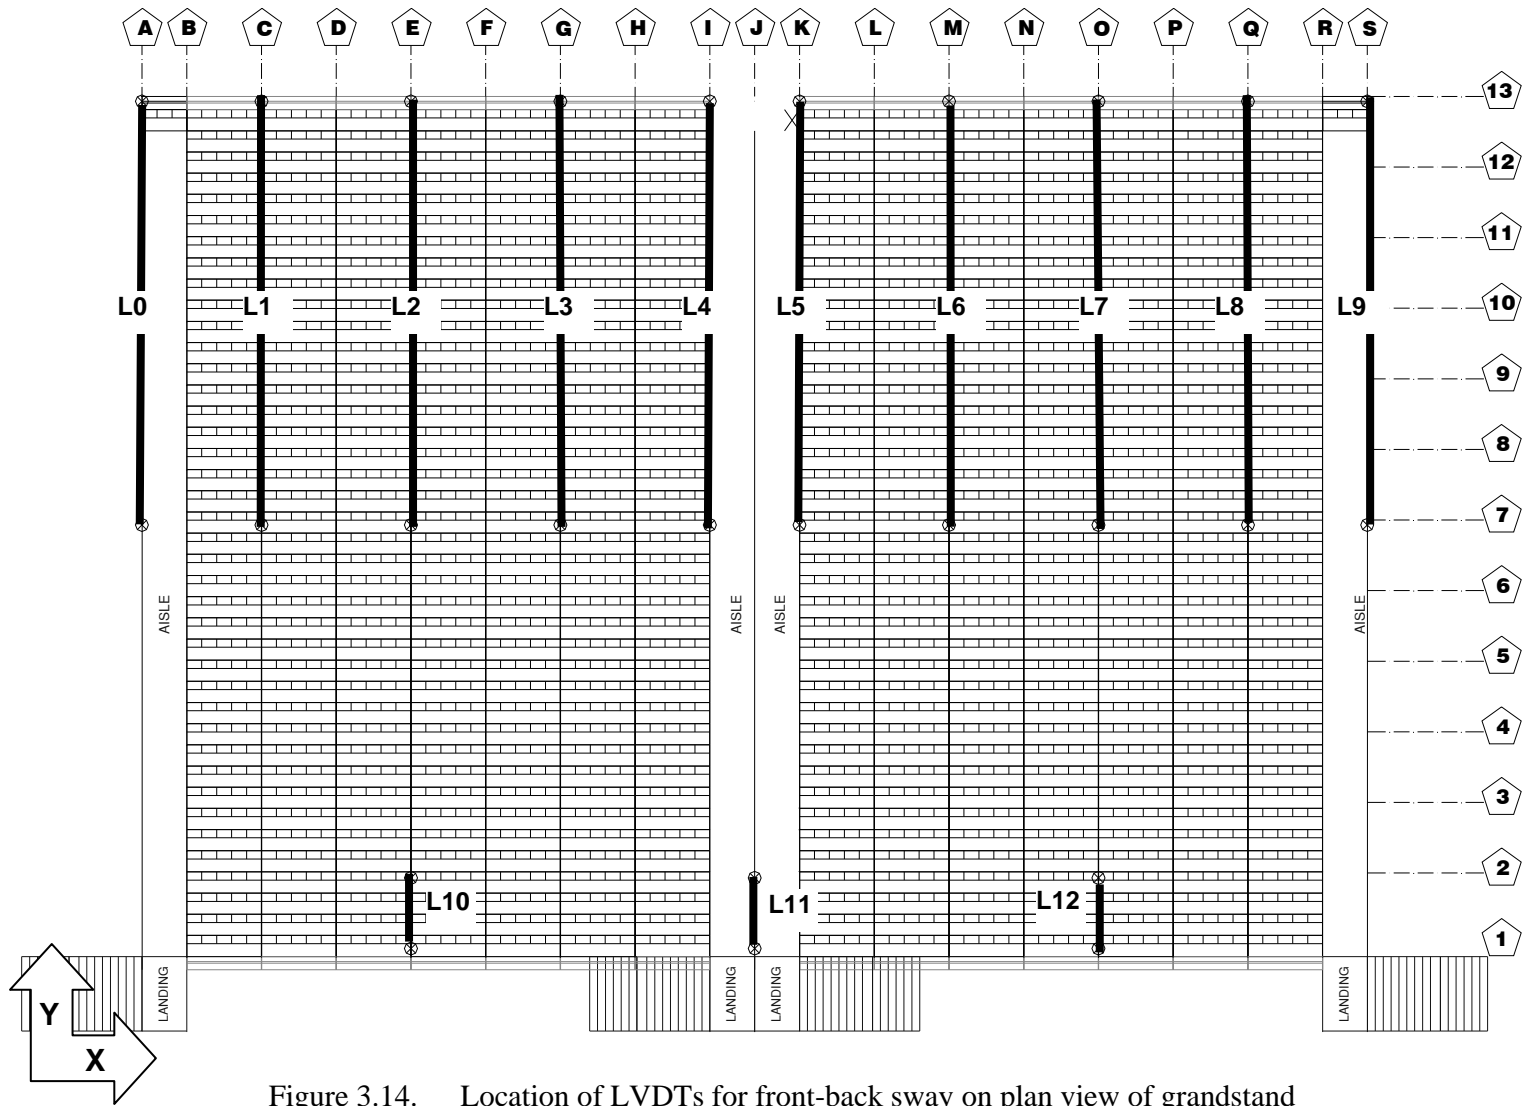 A B C D E F G H I J K L M N O P Q R S
13
12
11
L0 L1 L2 L3 L4 L5 L6 L7 L8 L9 10
9
8
7
6
AISLE AISLE AISLE AISLE
5
4
3
2
L10 L11 L12
1
LANDING LANDING LANDING LANDING
Y
X
Figure 3.14. Location of LVDTs for front-back sway on plan view of grandstand